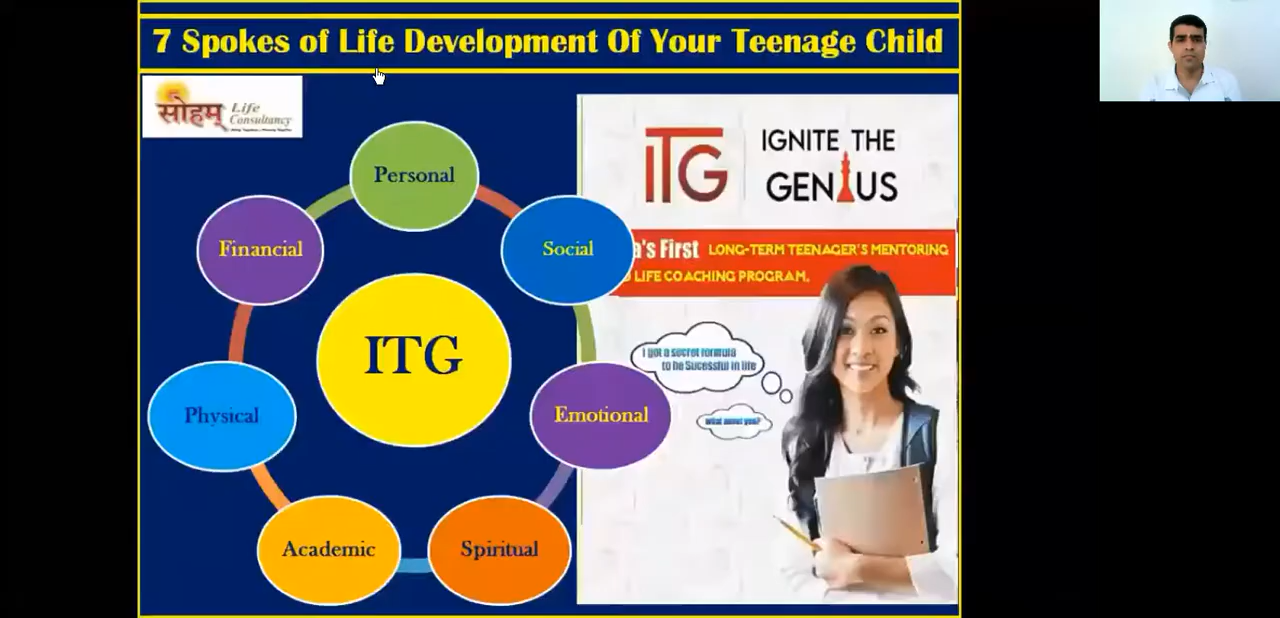 7 Spokes of Life Development Of Your Teenage Child
सोहम् Life
Consultancy
Personal
Social
Emotional
Spiritual
Academic
Physical
Financial
ITG
ITG
IGNITE THE
GENIUS
a's First LONG-TERM TEENAGER'S MENTORING
LIFE COACHING PROGRAM.
I got a secret formula
to be Sucessful in life
what about you?